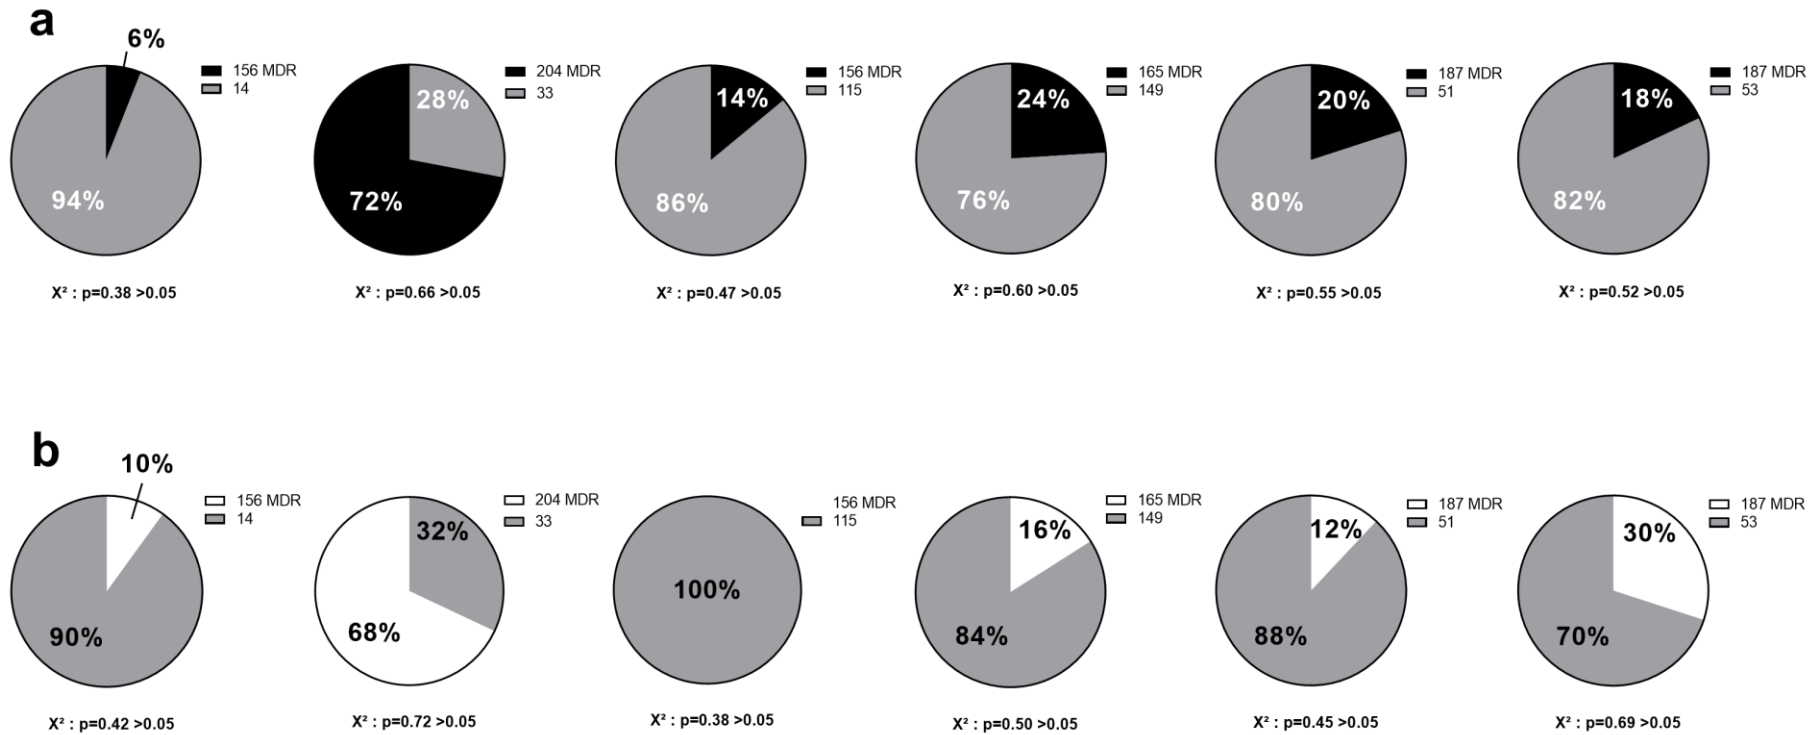 a
6%
94%
156 MDR
14
X² : p=0.38 >0.05
28%
72%
204 MDR
33
X² : p=0.66 >0.05
14%
86%
156 MDR
115
X² : p=0.47 >0.05
24%
76%
165 MDR
149
X² : p=0.60 >0.05
20%
80%
187 MDR
51
X² : p=0.55 >0.05
18%
82%
187 MDR
53
X² : p=0.52 >0.05
b
10%
90%
156 MDR
14
X² : p=0.42 >0.05
32%
68%
204 MDR
33
X² : p=0.72 >0.05
100%
156 MDR
115
X² : p=0.38 >0.05
16%
84%
165 MDR
149
X² : p=0.50 >0.05
12%
88%
187 MDR
51
X² : p=0.45 >0.05
30%
70%
187 MDR
53
X² : p=0.69 >0.05